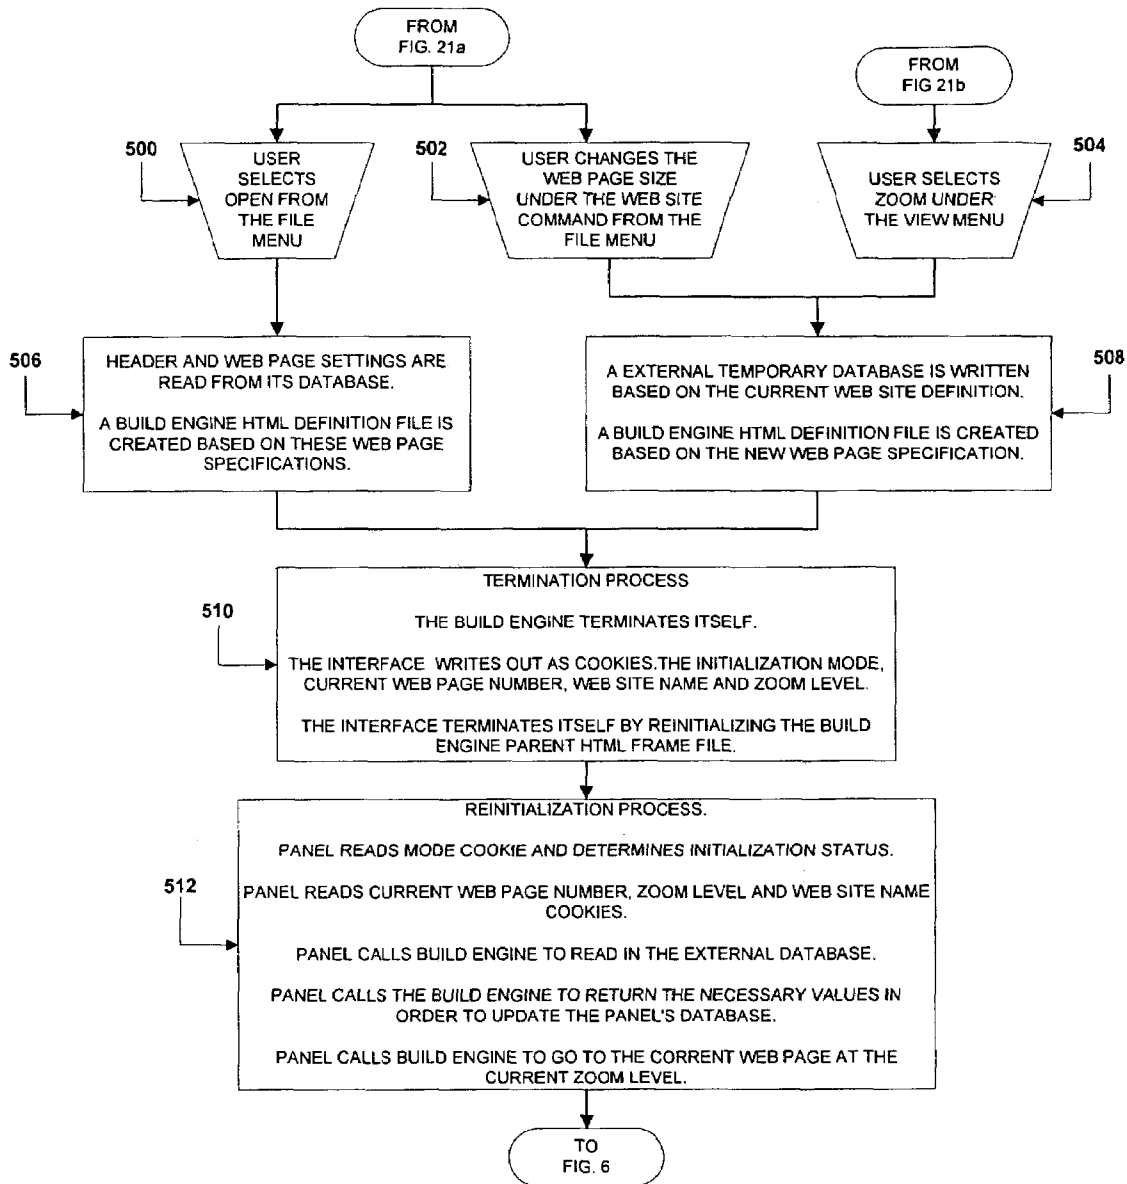 FROM
FIG. 21a
FROM
FIG 21b
500
USER
SELECTS
OPEN FROM
THE FILE
MENU
502
USER CHANGES THE
WEB PAGE SIZE
UNDER THE WEB SITE
COMMAND FROM THE
FILE MENU
504
USER SELECTS
ZOOM UNDER
THE VIEW MENU
506
HEADER AND WEB PAGE SETTINGS ARE
READ FROM ITS DATABASE.
A BUILD ENGINE HTML DEFINITION FILE IS
CREATED BASED ON THESE WEB PAGE
SPECIFICATIONS.
508
A EXTERNAL TEMPORARY DATABASE IS WRITTEN
BASED ON THE CURRENT WEB SITE DEFINITION.
A BUILD ENGINE HTML DEFINITION FILE IS CREATED
BASED ON THE NEW WEB PAGE SPECIFICATION.
510
TERMINATION PROCESS
THE BUILD ENGINE TERMINATES ITSELF.
THE INTERFACE WRITES OUT AS COOKIES.THE INITIALIZATION MODE,
CURRENT WEB PAGE NUMBER, WEB SITE NAME AND ZOOM LEVEL.
THE INTERFACE TERMINATES ITSELF BY REINITIALIZING THE BUILD
ENGINE PARENT HTML FRAME FILE.
512
REINITIALIZATION PROCESS.
PANEL READS MODE COOKIE AND DETERMINES INITIALIZATION STATUS.
PANEL READS CURRENT WEB PAGE NUMBER, ZOOM LEVEL AND WEB SITE NAME
COOKIES.
PANEL CALLS BUILD ENGINE TO READ IN THE EXTERNAL DATABASE.
PANEL CALLS THE BUILD ENGINE TO RETURN THE NECESSARY VALUES IN
ORDER TO UPDATE THE PANEL'S DATABASE.
PANEL CALLS BUILD ENGINE TO GO TO THE CORRENT WEB PAGE AT THE
CURRENT ZOOM LEVEL.
TO
FIG. 6